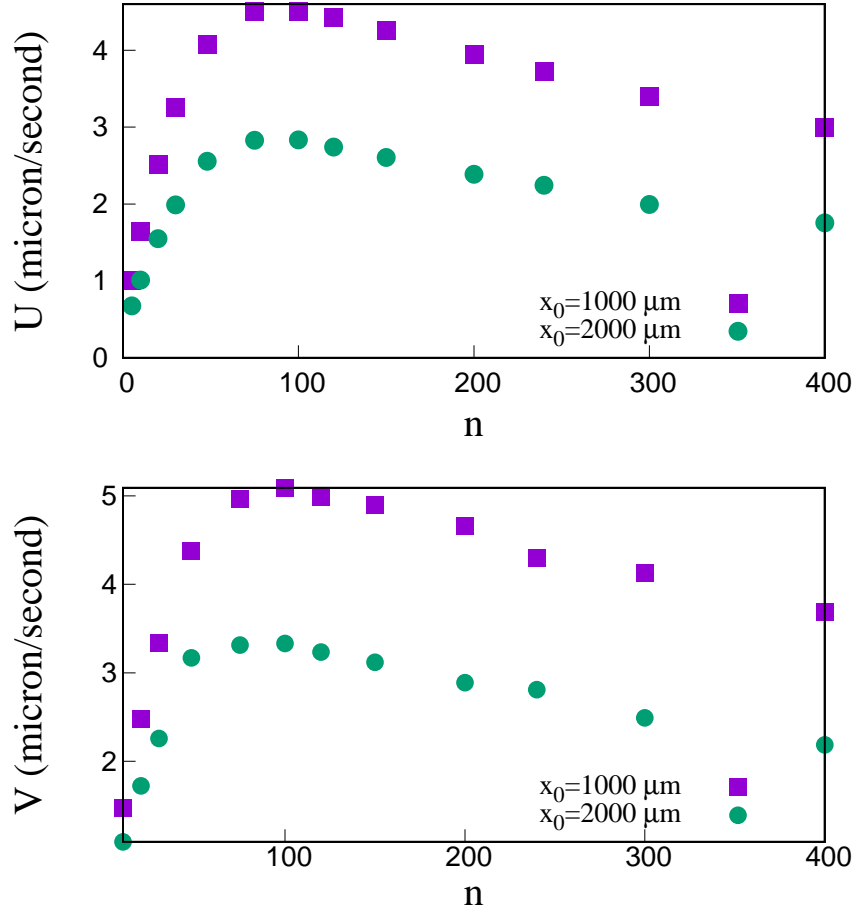 4
3
2
1
0
U (micron/second)
x₀=1000 μm
x₀=2000 μm
0 100 200 300 400
n
5
4
3
2
V (micron/second)
x₀=1000 μm
x₀=2000 μm
100 200 300 400
n